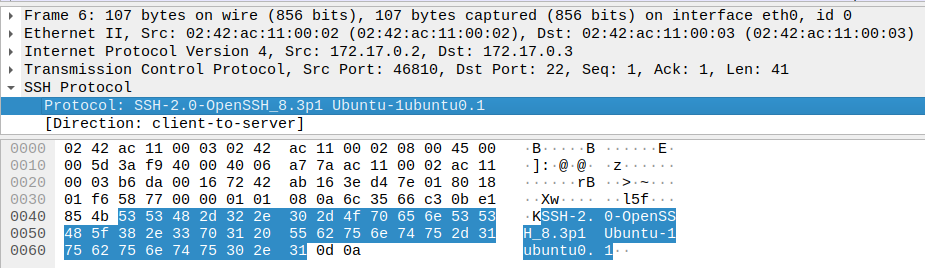 Frame 6: 107 bytes on wire (856 bits), 107 bytes captured (856 bits) on interface eth0, id 0
Ethernet II, Src: 02:42:ac:11:00:02 (02:42:ac:11:00:02), Dst: 02:42:ac:11:00:03 (02:42:ac:11:00:03)
Internet Protocol Version 4, Src: 172.17.0.2, Dst: 172.17.0.3
Transmission Control Protocol, Src Port: 46810, Dst Port: 22, Seq: 1, Ack: 1, Len: 41
SSH Protocol
Protocol: SSH-2.0-OpenSSH_8.3p1 Ubuntu-1ubuntu0.1
[Direction: client-to-server]
0000 02 42 ac 11 00 03 02 42 ac 11 00 02 08 00 45 00 ·B·····B ······E·
0010 00 5d 3a f9 40 00 40 06 a7 7a ac 11 00 02 ac 11 ·]:·@·@· ·z······
0020 00 03 b6 da 00 16 72 42 ab 16 3e d4 7e 01 80 18 ······rB ··>·~···
0030 01 f6 58 77 00 00 01 01 08 0a 6c 35 66 c3 0b e1 ··Xw···· ··l5f···
0040 85 4b 53 53 48 2d 32 2e 30 2d 4f 70 65 6e 53 53 ·KSSH-2. 0-OpenSS
0050 48 5f 38 2e 33 70 31 20 55 62 75 6e 74 75 2d 31 H_8.3p1 Ubuntu-1
0060 75 62 75 6e 74 75 30 2e 31 0d 0a ubuntu0. 1··